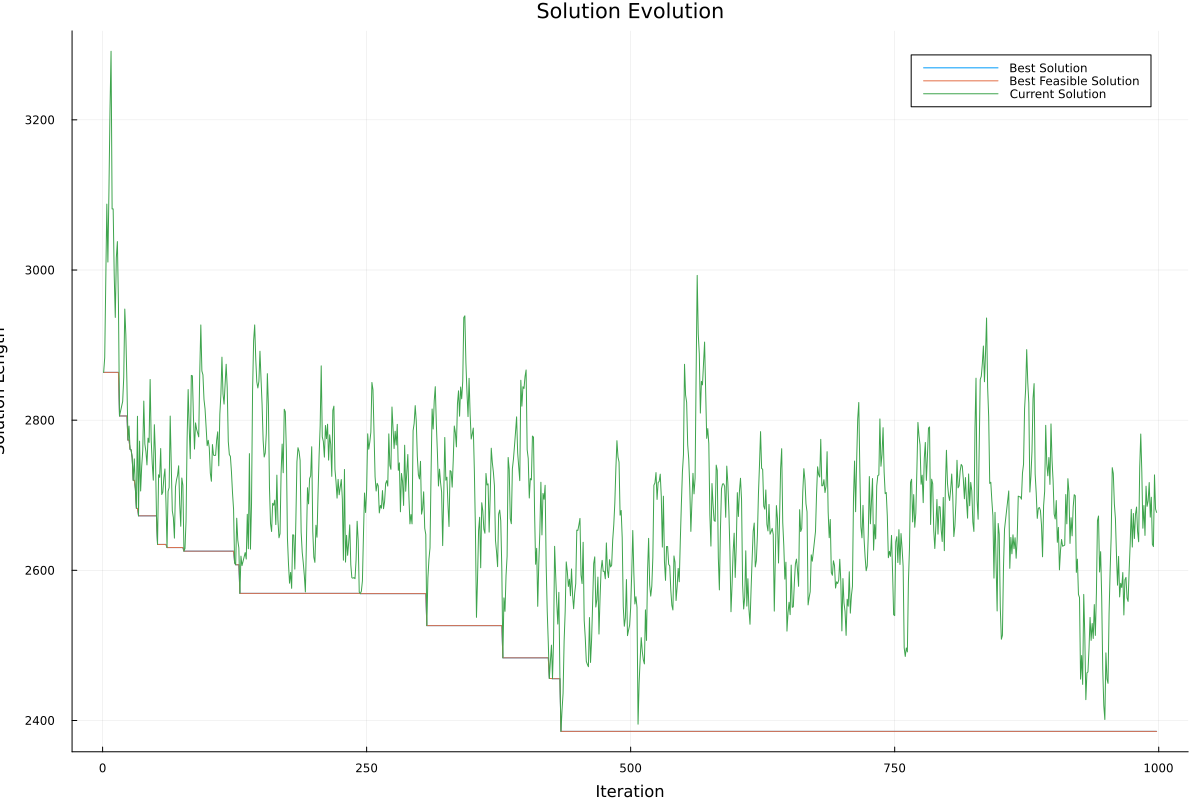 Solution Evolution
Best Solution
Best Feasible Solution
Current Solution
3200
3000
2800
2600
2400
Solution Length
0
250
500
750
1000
Iteration